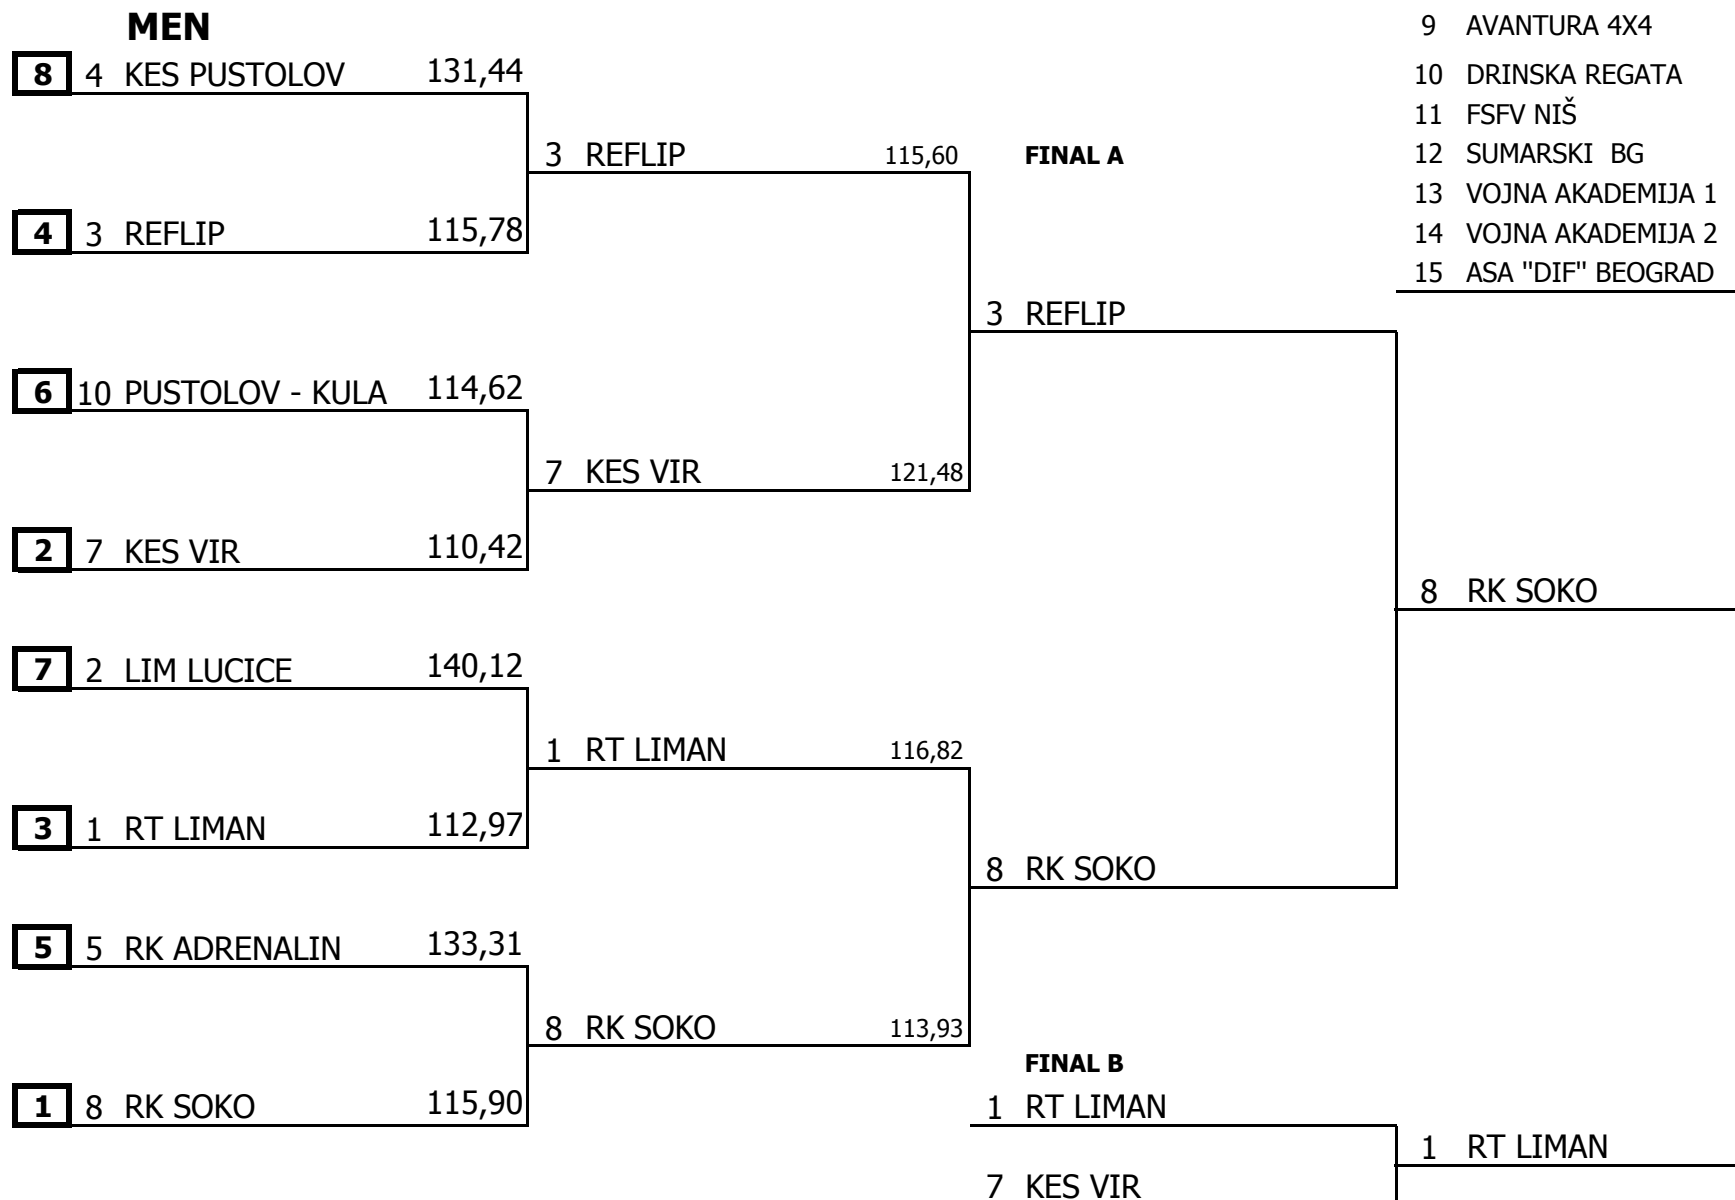 MEN
8 4 KES PUSTOLOV 131,44
4 3 REFLIP 115,78
6 10 PUSTOLOV - KULA 114,62
2 7 KES VIR 110,42
7 2 LIM LUCICE 140,12
3 1 RT LIMAN 112,97
5 5 RK ADRENALIN 133,31
1 8 RK SOKO 115,90
3 REFLIP 115,60
7 KES VIR 121,48
1 RT LIMAN 116,82
8 RK SOKO 113,93
FINAL A
3 REFLIP
8 RK SOKO
8 RK SOKO
FINAL B
1 RT LIMAN
7 KES VIR
1 RT LIMAN
9 AVANTURA 4X4
10 DRINSKA REGATA
11 FSFV NIŠ
12 SUMARSKI BG
13 VOJNA AKADEMIJA 1
14 VOJNA AKADEMIJA 2
15 ASA "DIF" BEOGRAD